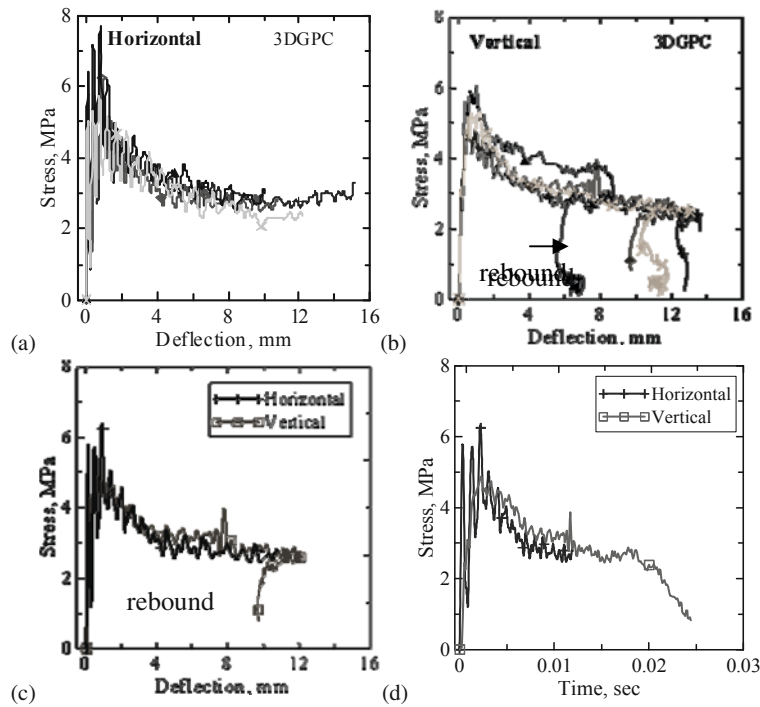 Horizontal 3DGPC
Stress, MPa
8
6
4
2
0
0 4 8 12 16
Deflection, mm
(a)
Vertical 3DGPC
Stress, MPa
8
6
4
2
0
rebound
rebound
0 4 8 12 16
Deflection, mm
(b)
Horizontal
Vertical
Stress, MPa
8
6
4
2
0
rebound
0 4 8 12 16
Deflection, mm
(c)
Horizontal
Vertical
Stress, MPa
8
6
4
2
0
0 0.01 0.02 0.03
Time, sec
(d)